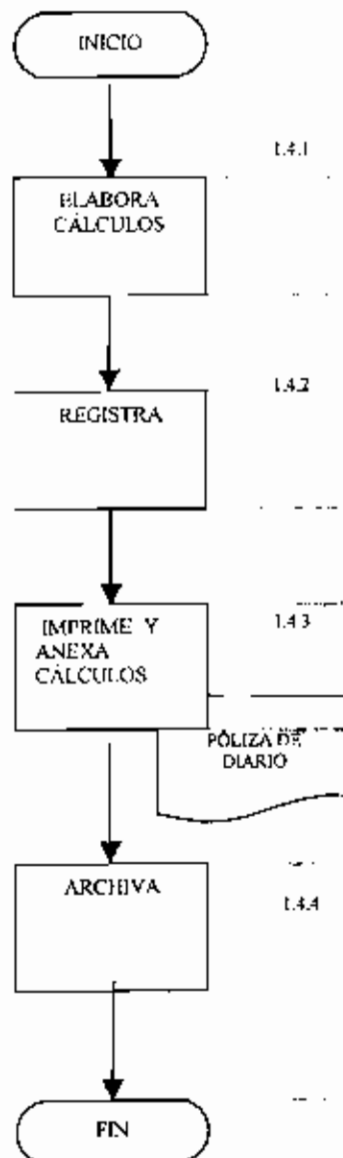 INICIO
1.4.1
ELABORA
CÁLCULOS
1.4.2
REGISTRA
1.4.3
IMPRIME Y
ANEXA
CÁLCULOS
PÓLIZA DE
DIARIO
ARCHIVA
1.4.4
FIN